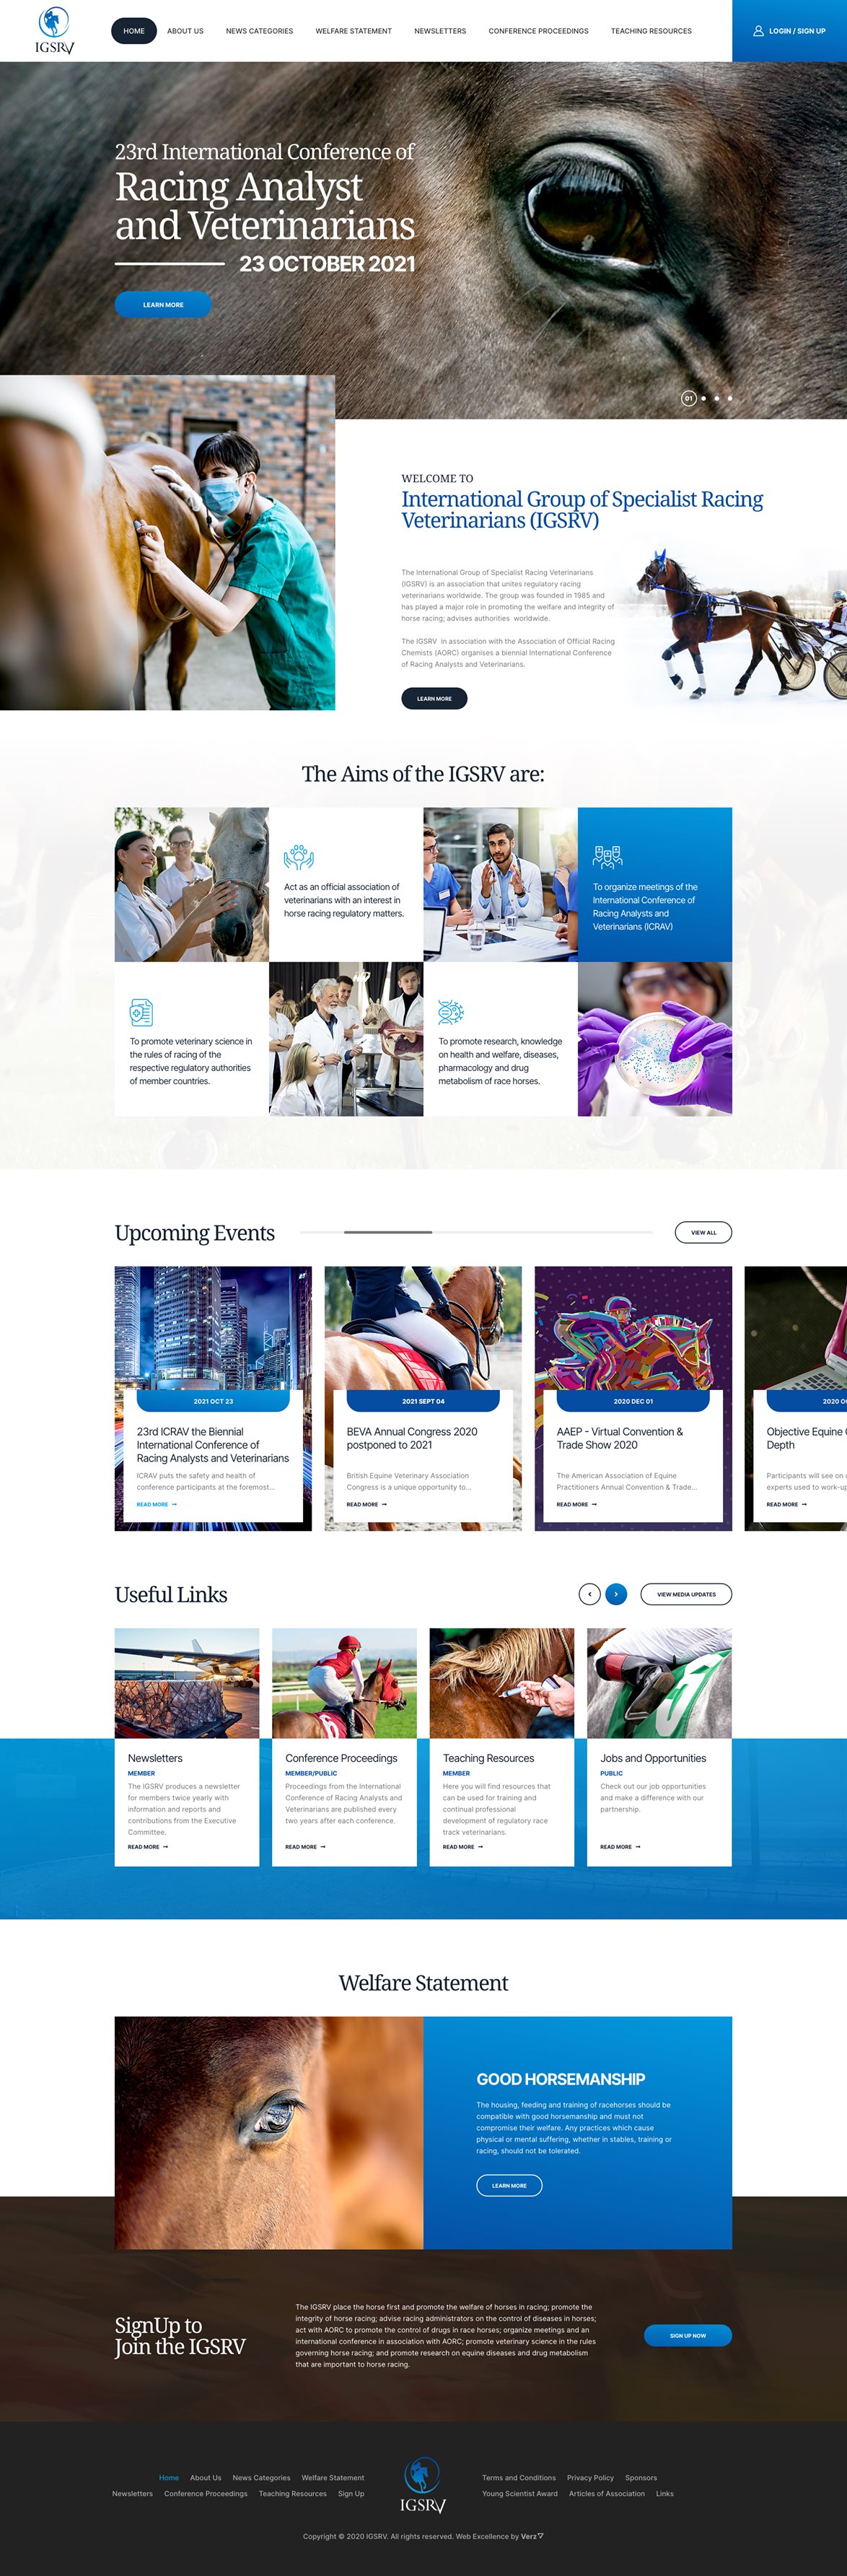 IGSRV
HOME
ABOUT US
NEWS CATEGORIES
WELFARE STATEMENT
NEWSLETTERS
CONFERENCE PROCEEDINGS
TEACHING RESOURCES
LOGIN / SIGN UP
23rd International Conference of
Racing Analyst
and Veterinarians
23 OCTOBER 2021
LEARN MORE
01
WELCOME TO
International Group of Specialist Racing
Veterinarians (IGSRV)
The International Group of Specialist Racing Veterinarians
(IGSRV) is an association that unites regulatory racing
veterinarians worldwide. The group was founded in 1985 and
has played a major role in promoting the welfare and integrity of
horse racing; advises authorities worldwide.
The IGSRV in association with the Association of Official Racing
Chemists (AORC) organises a biennial International Conference
of Racing Analysts and Veterinarians.
LEARN MORE
The Aims of the IGSRV are:
Act as an official association of
veterinarians with an interest in
horse racing regulatory matters.
To organize meetings of the
International Conference of
Racing Analysts and
Veterinarians (ICRAV)
To promote veterinary science in
the rules of racing of the
respective regulatory authorities
of member countries.
To promote research, knowledge
on health and welfare, diseases,
pharmacology and drug
metabolism of race horses.
Upcoming Events
VIEW ALL
2021 OCT 23
23rd ICRAV the Biennial
International Conference of
Racing Analysts and Veterinarians
ICRAV puts the safety and health of
conference participants at the foremost...
READ MORE →
2021 SEPT 04
BEVA Annual Congress 2020
postponed to 2021
British Equine Veterinary Association
Congress is a unique opportunity to...
READ MORE →
2020 DEC 01
AAEP - Virtual Convention &
Trade Show 2020
The American Association of Equine
Practitioners Annual Convention & Trade...
READ MORE →
2020 O
Objective Equine
Depth
Participants will see on
experts used to work-up
READ MORE →
Useful Links
VIEW MEDIA UPDATES
Newsletters
MEMBER
The IGSRV produces a newsletter
for members twice yearly with
information and reports and
contributions from the Executive
Committee.
READ MORE →
Conference Proceedings
MEMBER/PUBLIC
Proceedings from the International
Conference of Racing Analysts and
Veterinarians are published every
two years after each conference.
READ MORE →
Teaching Resources
MEMBER
Here you will find resources that
can be used for training and
continual professional
development of regulatory race
track veterinarians.
READ MORE →
Jobs and Opportunities
PUBLIC
Check out our job opportunities
and make a difference with our
partnership.
READ MORE →
Welfare Statement
GOOD HORSEMANSHIP
The housing, feeding and training of racehorses should be
compatible with good horsemanship and must not
compromise their welfare. Any practices which cause
physical or mental suffering, whether in stables, training or
racing, should not be tolerated.
LEARN MORE
SignUp to
Join the IGSRV
The IGSRV place the horse first and promote the welfare of horses in racing; promote the
integrity of horse racing; advise racing administrators on the control of diseases in horses;
act with AORC to promote the control of drugs in race horses; organize meetings and an
international conference in association with AORC; promote veterinary science in the rules
governing horse racing; and promote research on equine diseases and drug metabolism
that are important to horse racing.
SIGN UP NOW
Home About Us News Categories Welfare Statement
Newsletters Conference Proceedings Teaching Resources Sign Up
IGSRV
Terms and Conditions Privacy Policy Sponsors
Young Scientist Award Articles of Association Links
Copyright © 2020 IGSRV. All rights reserved. Web Excellence by Verz